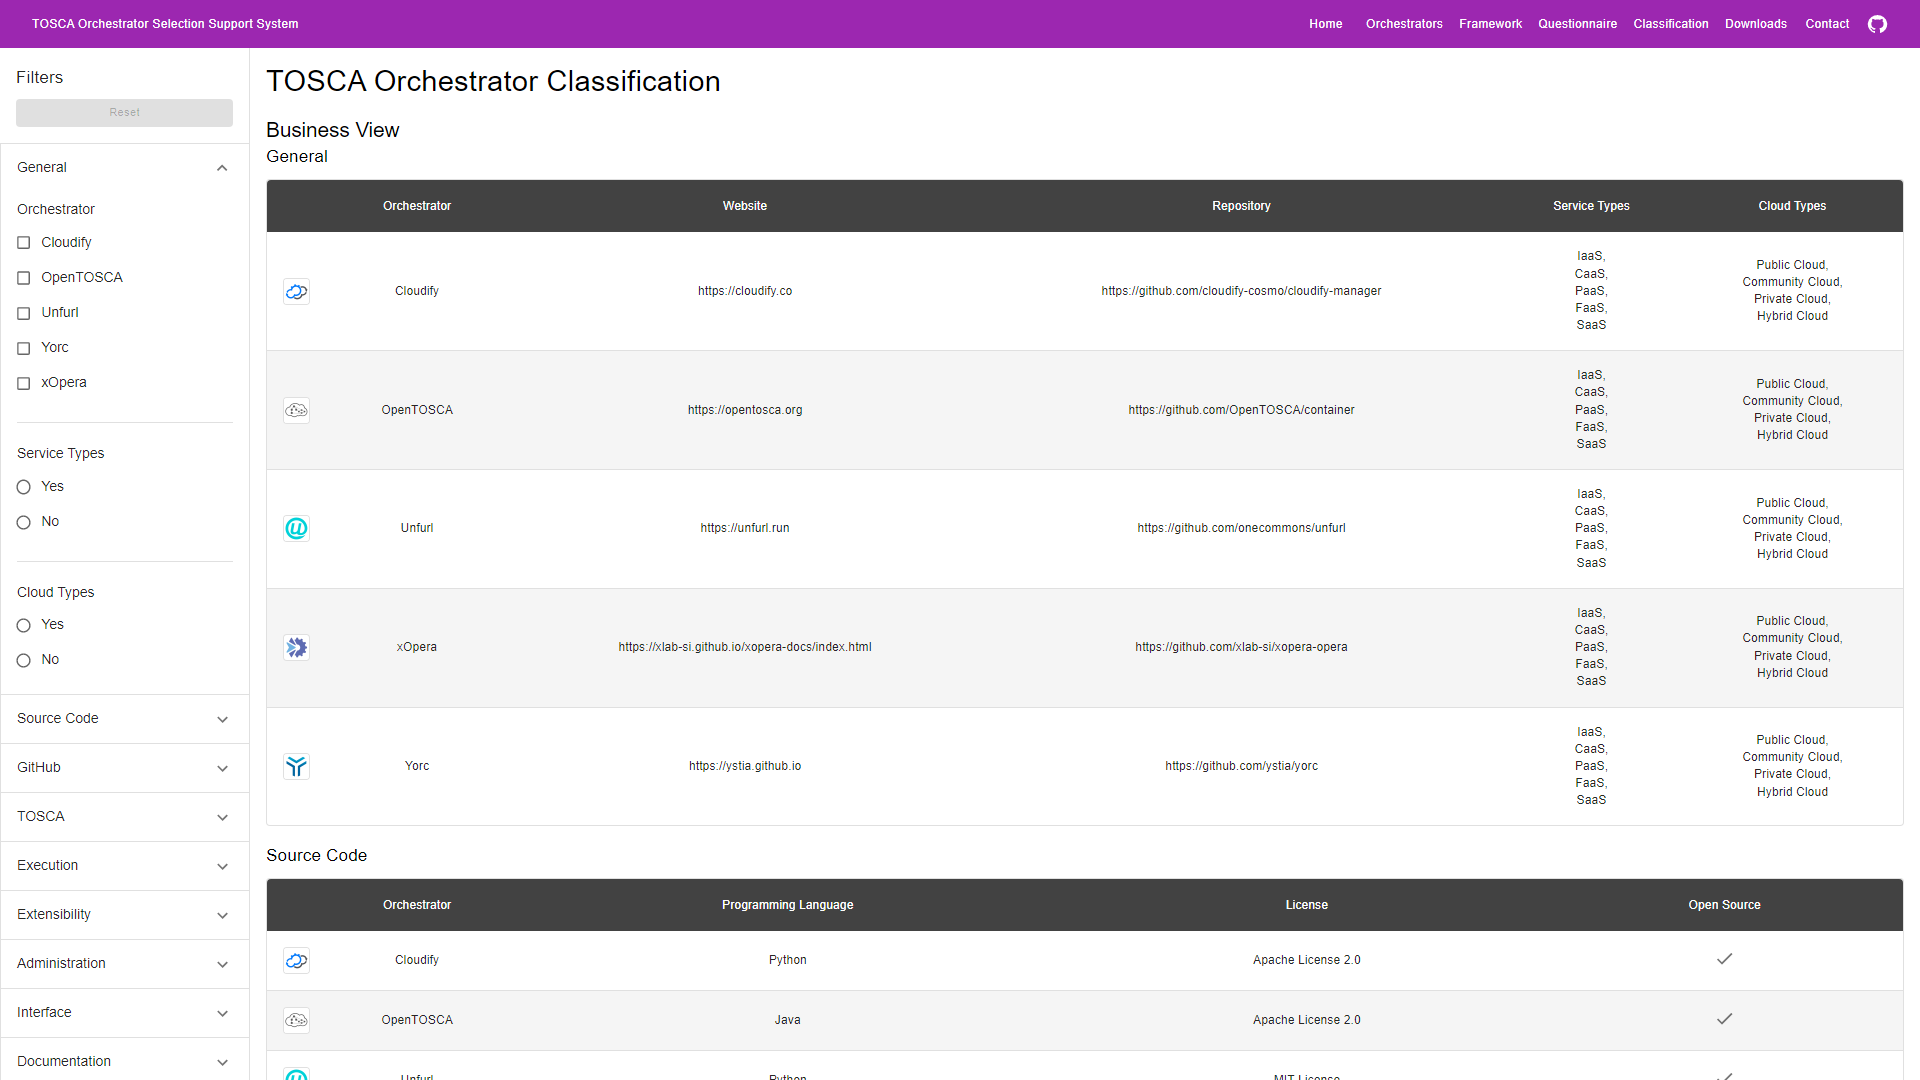 TOSCA Orchestrator Selection Support System
Home Orchestrators Framework Questionnaire Classification Downloads Contact
Filters
Reset
General
Orchestrator
Cloudify
OpenTOSCA
Unfurl
Yorc
xOpera
Service Types
Yes
No
Cloud Types
Yes
No
Source Code
GitHub
TOSCA
Execution
Extensibility
Administration
Interface
Documentation
TOSCA Orchestrator Classification
Business View
General
Orchestrator Website Repository Service Types Cloud Types
Cloudify https://cloudify.co https://github.com/cloudify-cosmo/cloudify-manager
IaaS,
CaaS,
PaaS,
FaaS,
SaaS
Public Cloud,
Community Cloud,
Private Cloud,
Hybrid Cloud
OpenTOSCA https://opentosca.org https://github.com/OpenTOSCA/container
IaaS,
CaaS,
PaaS,
FaaS,
SaaS
Public Cloud,
Community Cloud,
Private Cloud,
Hybrid Cloud
Unfurl https://unfurl.run https://github.com/onecommons/unfurl
IaaS,
CaaS,
PaaS,
FaaS,
SaaS
Public Cloud,
Community Cloud,
Private Cloud,
Hybrid Cloud
xOpera https://xlab-si.github.io/xopera-docs/index.html https://github.com/xlab-si/xopera-opera
IaaS,
CaaS,
PaaS,
FaaS,
SaaS
Public Cloud,
Community Cloud,
Private Cloud,
Hybrid Cloud
Yorc https://ystia.github.io https://github.com/ystia/yorc
IaaS,
CaaS,
PaaS,
FaaS,
SaaS
Public Cloud,
Community Cloud,
Private Cloud,
Hybrid Cloud
Source Code
Orchestrator Programming Language License Open Source
Cloudify Python Apache License 2.0
OpenTOSCA Java Apache License 2.0
Unfurl Python MIT License